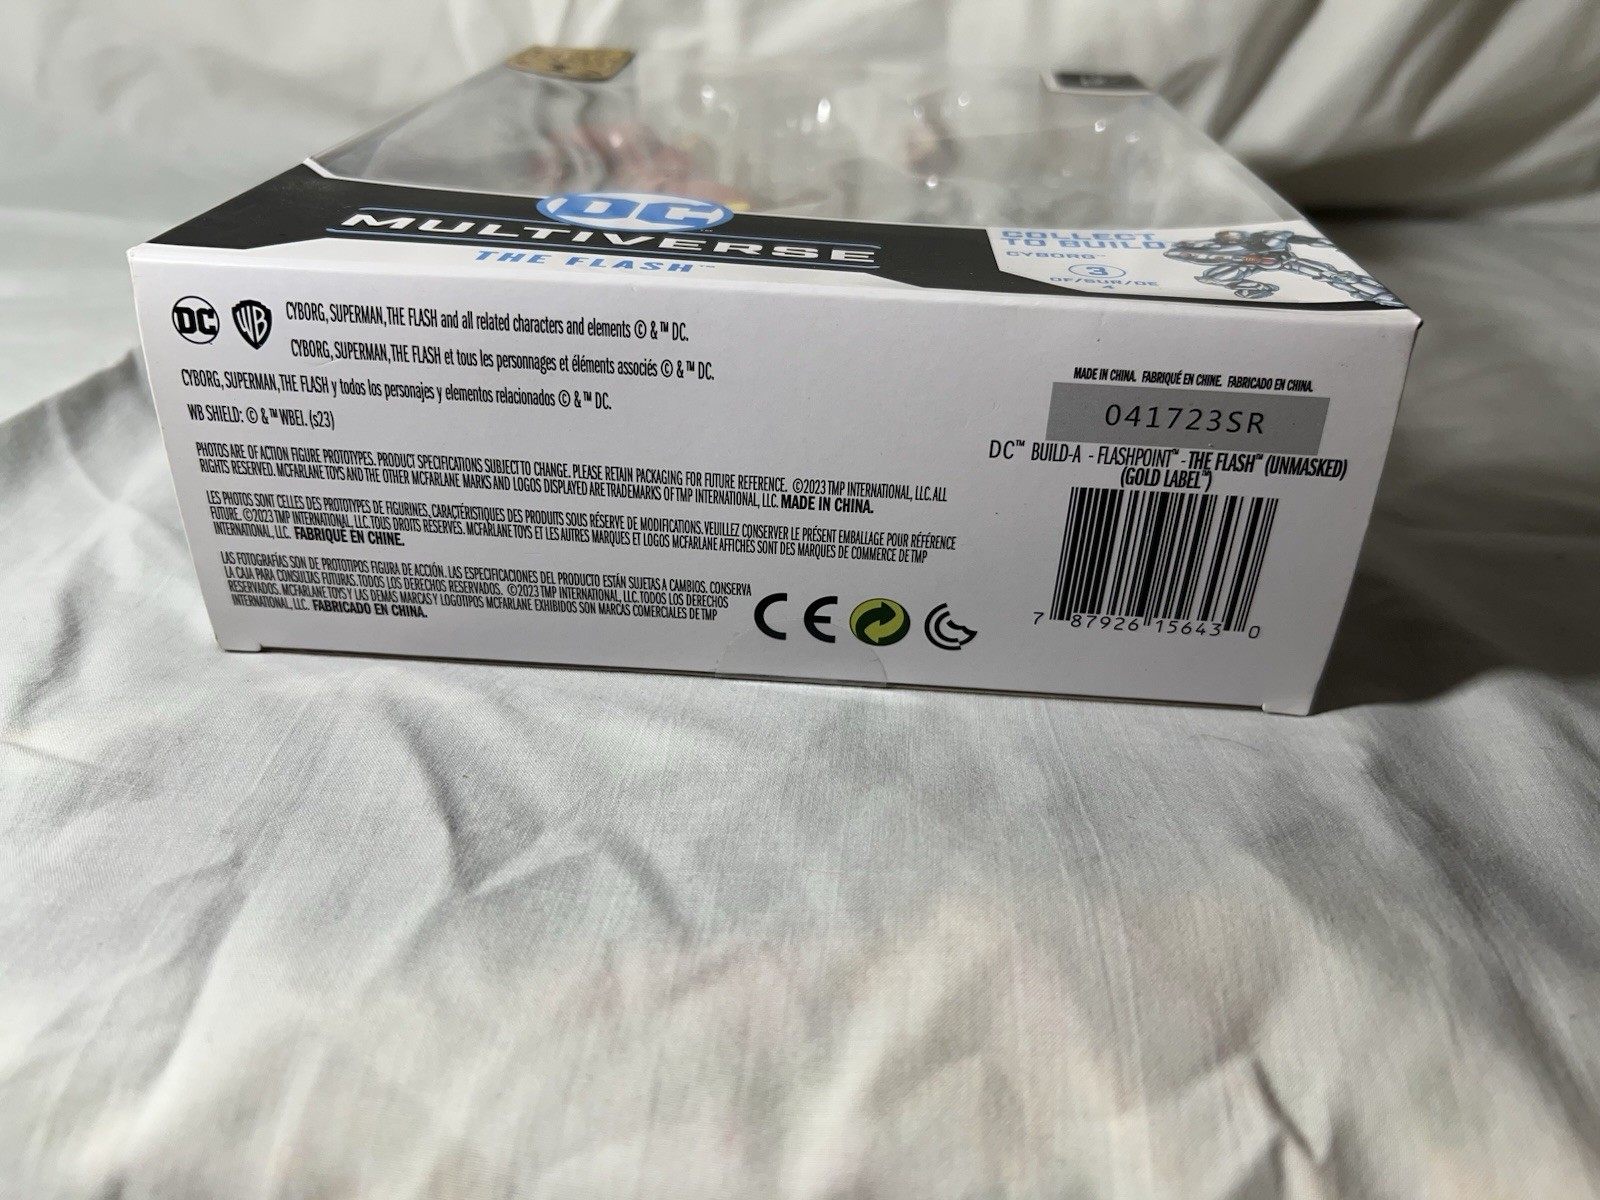 DC
MULTIVERSE
THE FLASH™
COLLECT
TO BUILD
CYBORG™
3
OF/SUR/DE
4
DC WB CYBORG, SUPERMAN, THE FLASH and all related characters and elements © & ™ DC.
CYBORG, SUPERMAN, THE FLASH et tous les personnages et éléments associés © & ™ DC.
CYBORG, SUPERMAN, THE FLASH y todos los personajes y elementos relacionados © & ™ DC.
WB SHIELD: © & ™ WBEI. (s23)
PHOTOS ARE OF ACTION FIGURE PROTOTYPES. PRODUCT SPECIFICATIONS SUBJECT TO CHANGE. PLEASE RETAIN PACKAGING FOR FUTURE REFERENCE. ©2023 TMP INTERNATIONAL, LLC. ALL
RIGHTS RESERVED. MCFARLANE TOYS AND THE OTHER MCFARLANE MARKS AND LOGOS DISPLAYED ARE TRADEMARKS OF TMP INTERNATIONAL, LLC. MADE IN CHINA.
LES PHOTOS SONT CELLES DES PROTOTYPES DE FIGURINES. CARACTÉRISTIQUES DES PRODUITS SOUS RÉSERVE DE MODIFICATIONS. VEUILLEZ CONSERVER LE PRÉSENT EMBALLAGE POUR RÉFÉRENCE
FUTURE. ©2023 TMP INTERNATIONAL, LLC. TOUS DROITS RÉSERVES. MCFARLANE TOYS ET LES AUTRES MARQUES ET LOGOS MCFARLANE AFFICHÉS SONT DES MARQUES DE COMMERCE DE TMP
INTERNATIONAL, LLC. FABRIQUÉ EN CHINE.
LAS FOTOGRAFÍAS SON DE PROTOTIPOS FIGURA DE ACCIÓN. LAS ESPECIFICACIONES DEL PRODUCTO ESTÁN SUJETAS A CAMBIOS. CONSERVA
LA CAJA PARA CONSULTAS FUTURAS. TODOS LOS DERECHOS RESERVADOS. ©2023 TMP INTERNATIONAL, LLC. TODOS LOS DERECHOS
RESERVADOS. MCFARLANE TOYS Y LAS DEMÁS MARCAS Y LOGOTIPOS MCFARLANE EXHIBIDOS SON MARCAS COMERCIALES DE TMP
INTERNATIONAL, LLC. FABRICADO EN CHINA.
CE
MADE IN CHINA. FABRIQUÉ EN CHINE. FABRICADO EN CHINA.
041723SR
DC™ BUILD-A - FLASHPOINT™ - THE FLASH™ (UNMASKED)
(GOLD LABEL™)
7 87926 15643 0